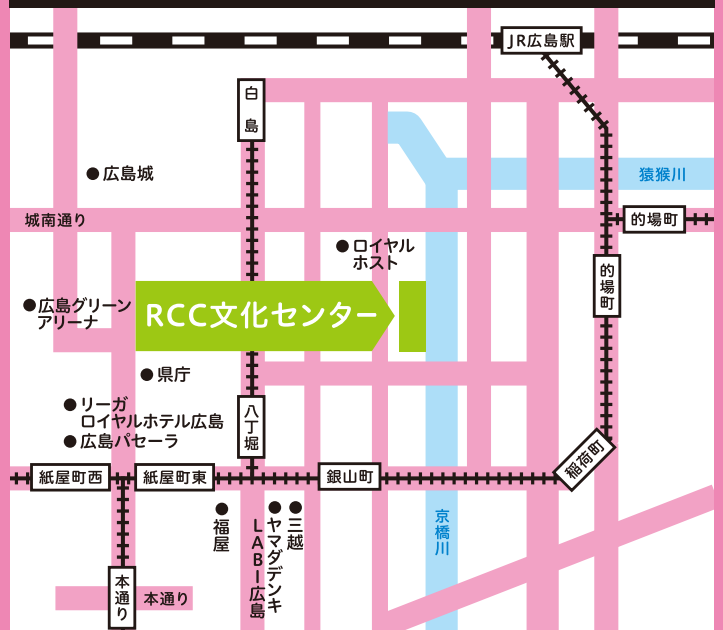 JR広島駅
白島
広島城
猿猴川
城南通り
的場町
ロイヤル
ホスト
的場町
広島グリーン
アリーナ
RCC文化センター
県庁
リーガ
ロイヤルホテル広島
広島パセーラ
八丁堀
稲荷町
紙屋町西
紙屋町東
銀山町
福屋
LABI広島
ヤマダデンキ
三越
京橋川
本通り
本通り